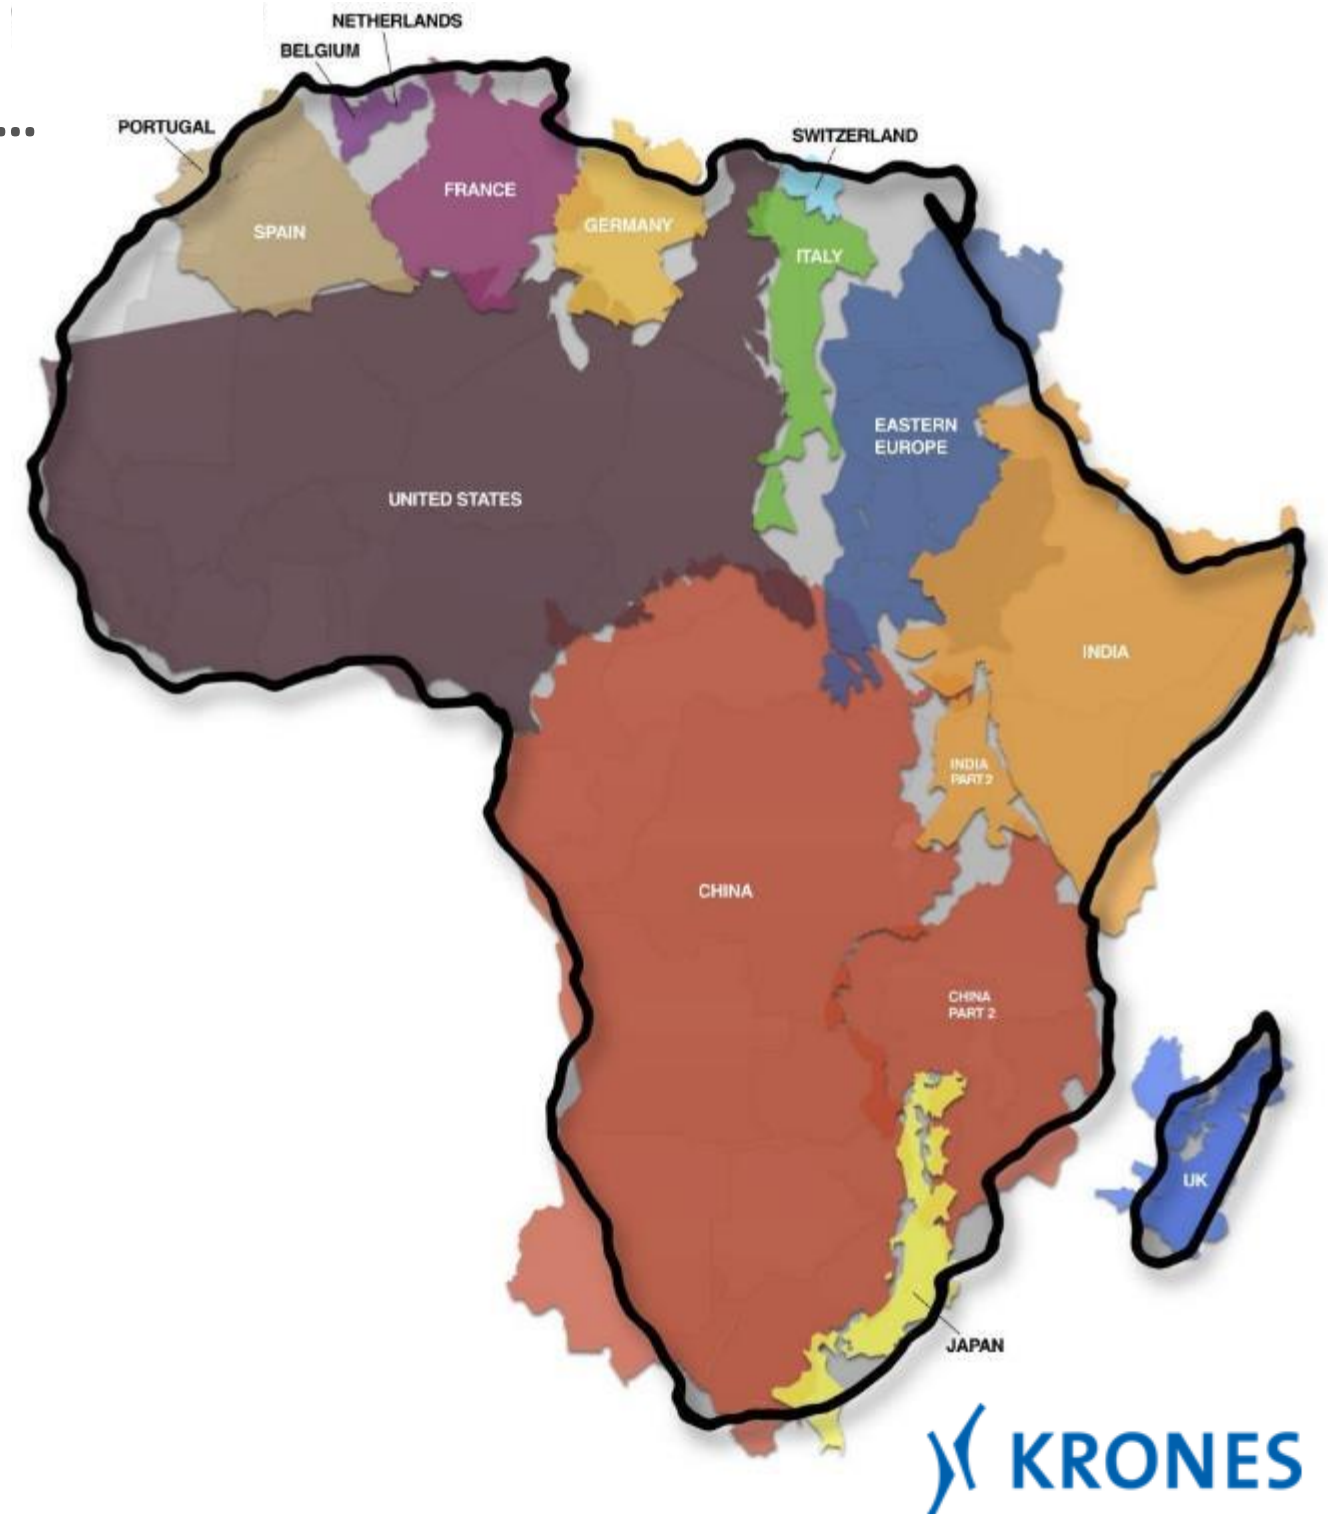 NETHERLANDS
BELGIUM
PORTUGAL
SWITZERLAND
FRANCE
SPAIN
GERMANY
ITALY
EASTERN
EUROPE
UNITED STATES
INDIA
INDIA
PART 2
CHINA
CHINA
PART 2
UK
JAPAN
KRONES